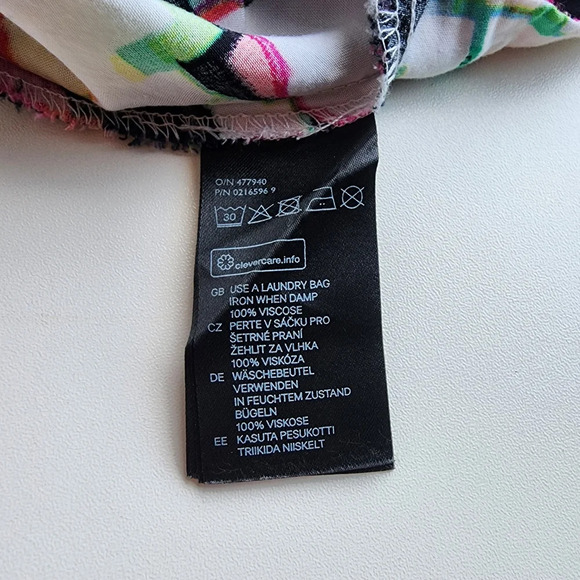 O/N 477940
P/N 0216596 9
30
clevercare.info
GB USE A LAUNDRY BAG
IRON WHEN DAMP
100% VISCOSE
CZ PERTE V SÁČKU PRO
ŠETRNÉ PRANÍ
ŽEHLIT ZA VLHKA
100% VISKÓZA
DE WÄSCHEBEUTEL
VERWENDEN
IN FEUCHTEM ZUSTAND
BÜGELN
100% VISKOSE
EE KASUTA PESUKOTTI
TRIIKIDA NIISKELT